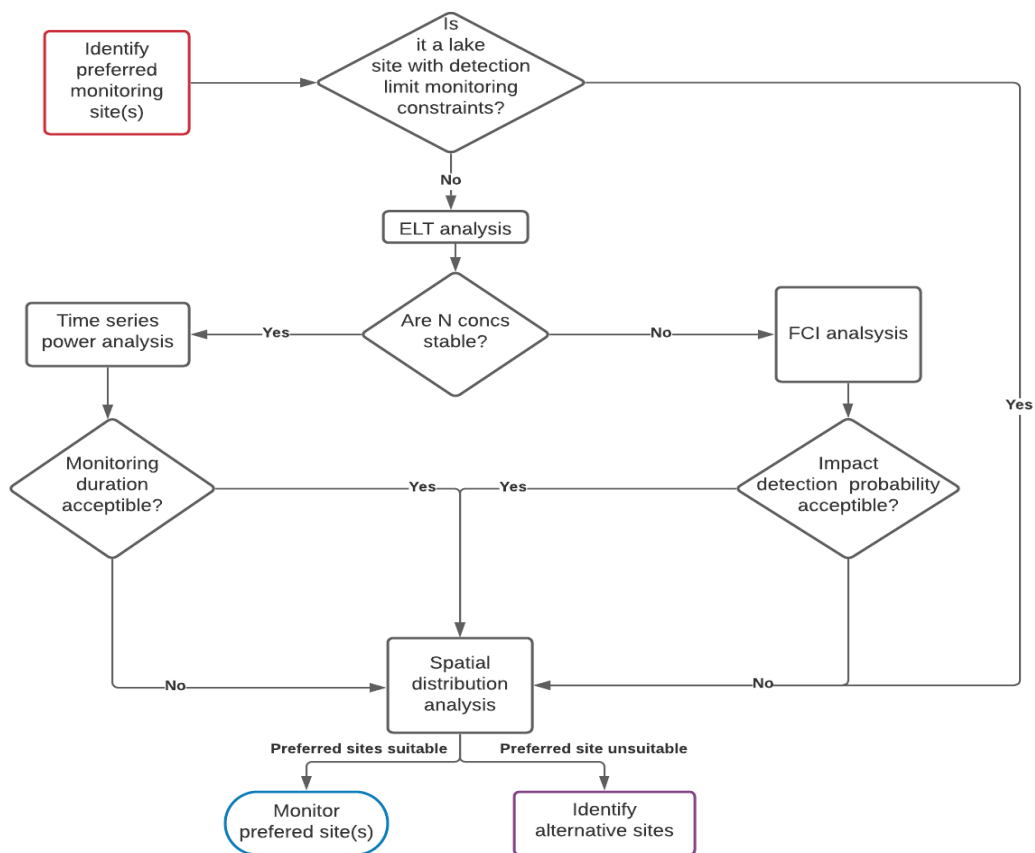 Identify
preferred
monitoring
site(s)
Is
it a lake
site with detection
limit monitoring
constraints?
No
ELT analysis
Time series
power analysis
Yes
Are N concs
stable?
No
FCI analsysis
Yes
Monitoring
duration
acceptible?
Yes
Yes
Impact
detection probability
acceptible?
Spatial
distribution
analysis
No
No
Preferred sites suitable
Preferred site unsuitable
Monitor
prefered site(s)
Identify
alternative sites